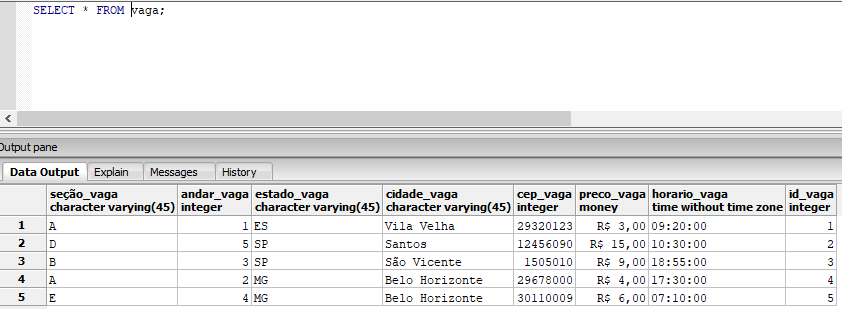 SELECT * FROM vaga;
Output pane
Data Output Explain Messages History
seção_vaga andar_vaga estado_vaga cidade_vaga cep_vaga preco_vaga horario_vaga id_vaga
character varying(45) integer character varying(45) character varying(45) integer money time without time zone integer
1 A 1 ES Vila Velha 29320123 R$ 3,00 09:20:00 1
2 D 5 SP Santos 12456090 R$ 15,00 10:30:00 2
3 B 3 SP São Vicente 1505010 R$ 9,00 18:55:00 3
4 A 2 MG Belo Horizonte 29678000 R$ 4,00 17:30:00 4
5 E 4 MG Belo Horizonte 30110009 R$ 6,00 07:10:00 5